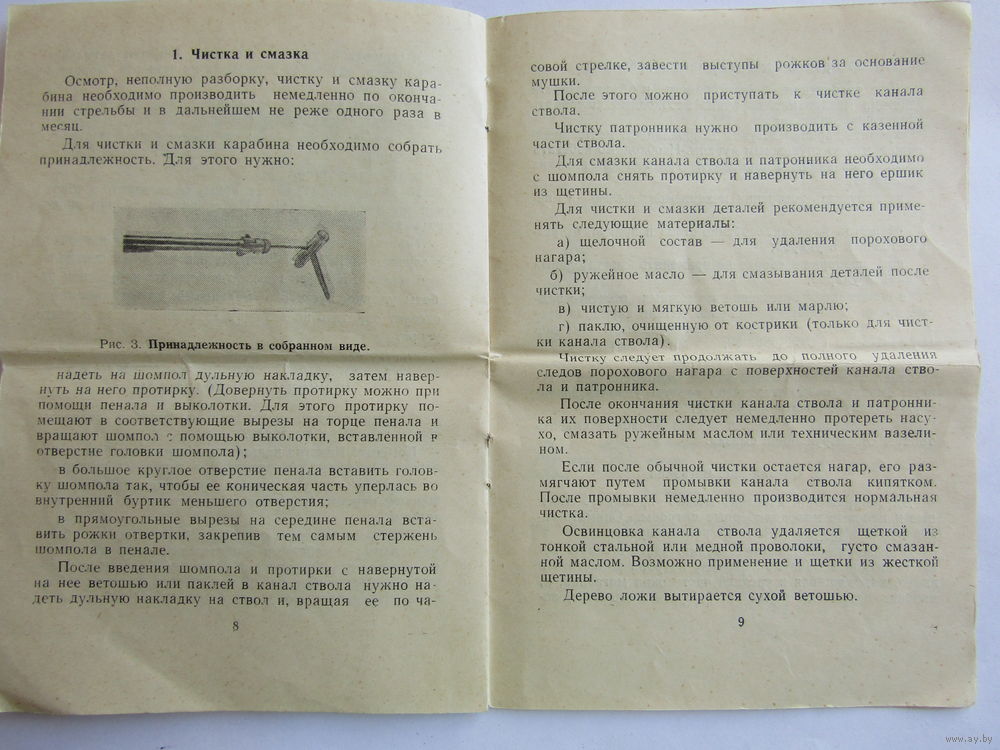 1. Чистка и смазка
Осмотр, неполную разборку, чистку и смазку кара-
бина необходимо производить немедленно по оконча-
нии стрельбы и в дальнейшем не реже одного раза в
месяц.
Для чистки и смазки карабина необходимо собрать
принадлежность. Для этого нужно:
Рис. 3. Принадлежность в собранном виде.
надеть на шомпол дульную накладку, затем навер-
нуть на него протирку. (Довернуть протирку можно при
помощи пенала и выколотки. Для этого протирку по-
мещают в соответствующие вырезы на торце пенала и
вращают шомпол с помощью выколотки, вставленной в
отверстие головки шомпола);
в большое круглое отверстие пенала вставить голов-
ку шомпола так, чтобы ее коническая часть уперлась во
внутренний буртик меньшего отверстия;
в прямоугольные вырезы на середине пенала вста-
вить рожки отвертки, закрепив тем самым стержень
шомпола в пенале.
После введения шомпола и протирки с навернутой
на нее ветошью или паклей в канал ствола нужно на-
деть дульную накладку на ствол и, вращая ее по ча-
8
совой стрелке, завести выступы рожков за основание
мушки.
После этого можно приступать к чистке канала
ствола.
Чистку патронника нужно производить с казенной
части ствола.
Для смазки канала ствола и патронника необходимо
с шомпола снять протирку и навернуть на него ершик
из щетины.
Для чистки и смазки деталей рекомендуется приме-
нять следующие материалы:
а) щелочной состав — для удаления порохового
нагара;
б) ружейное масло — для смазывания деталей после
чистки;
в) чистую и мягкую ветошь или марлю;
г) паклю, очищенную от кострики (только для чист-
ки канала ствола).
Чистку следует продолжать до полного удаления
следов порохового нагара с поверхностей канала ство-
ла и патронника.
После окончания чистки канала ствола и патронни-
ка их поверхности следует немедленно протереть насу-
хо, смазать ружейным маслом или техническим вазели-
ном.
Если после обычной чистки остается нагар, его раз-
мягчают путем промывки канала ствола кипятком.
После промывки немедленно производится нормальная
чистка.
Освинцовка канала ствола удаляется щеткой из
тонкой стальной или медной проволоки, густо смазан-
ной маслом. Возможно применение и щетки из жесткой
щетины.
Дерево ложи вытирается сухой ветошью.
9
www.ay.by